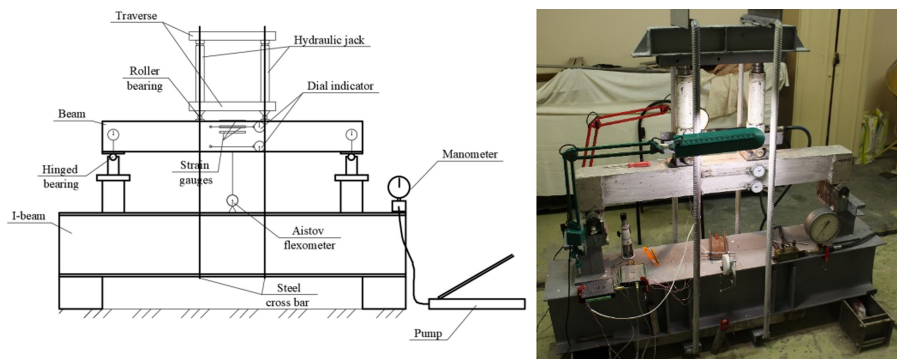 Traverse
Hydraulic jack
Roller
bearing
Dial indicator
Beam
Strain
gauges
Manometer
Hinged
bearing
I-beam
Aistov
flexometer
Steel
cross bar
Pump